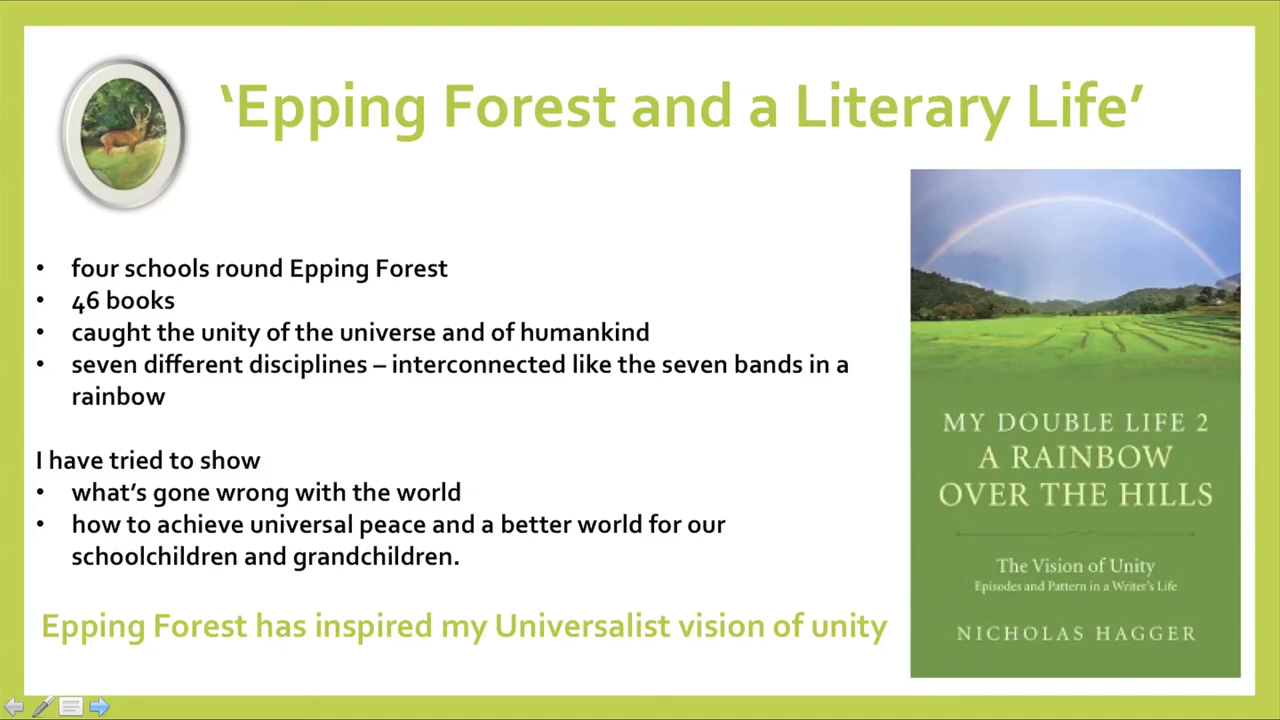 ‘Epping Forest and a Literary Life’
• four schools round Epping Forest
• 46 books
• caught the unity of the universe and of humankind
• seven different disciplines – interconnected like the seven bands in a
rainbow
I have tried to show
• what’s gone wrong with the world
• how to achieve universal peace and a better world for our
schoolchildren and grandchildren.
Epping Forest has inspired my Universalist vision of unity
MY DOUBLE LIFE 2
A RAINBOW
OVER THE HILLS
The Vision of Unity
Episodes and Pattern in a Writer's Life
NICHOLAS HAGGER